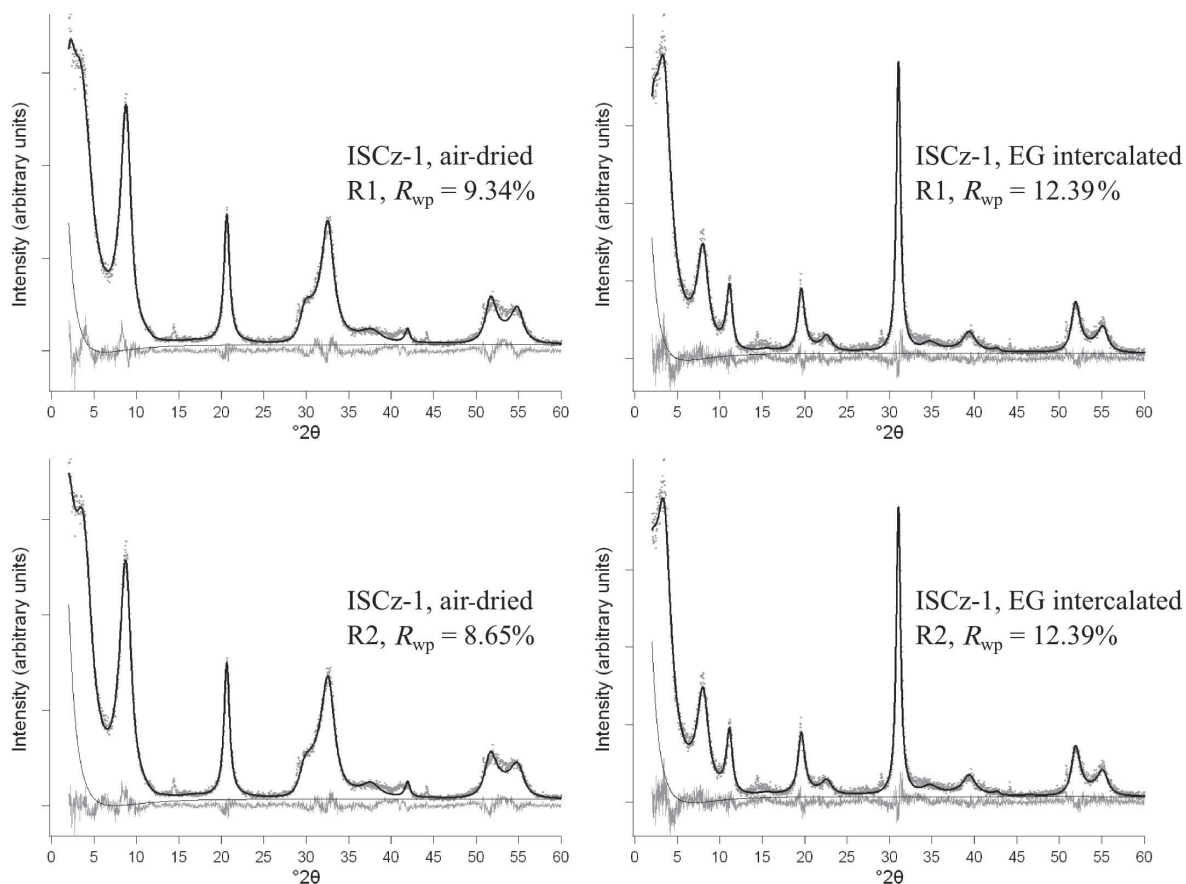 Intensity (arbitrary units)
ISCz-1, air-dried
R1, Rwp = 9.34%
0 5 10 15 20 25 30 35 40 45 50 55 60
°2θ
Intensity (arbitrary units)
ISCz-1, EG intercalated
R1, Rwp = 12.39%
0 5 10 15 20 25 30 35 40 45 50 55 60
°2θ
Intensity (arbitrary units)
ISCz-1, air-dried
R2, Rwp = 8.65%
0 5 10 15 20 25 30 35 40 45 50 55 60
°2θ
Intensity (arbitrary units)
ISCz-1, EG intercalated
R2, Rwp = 12.39%
0 5 10 15 20 25 30 35 40 45 50 55 60
°2θ